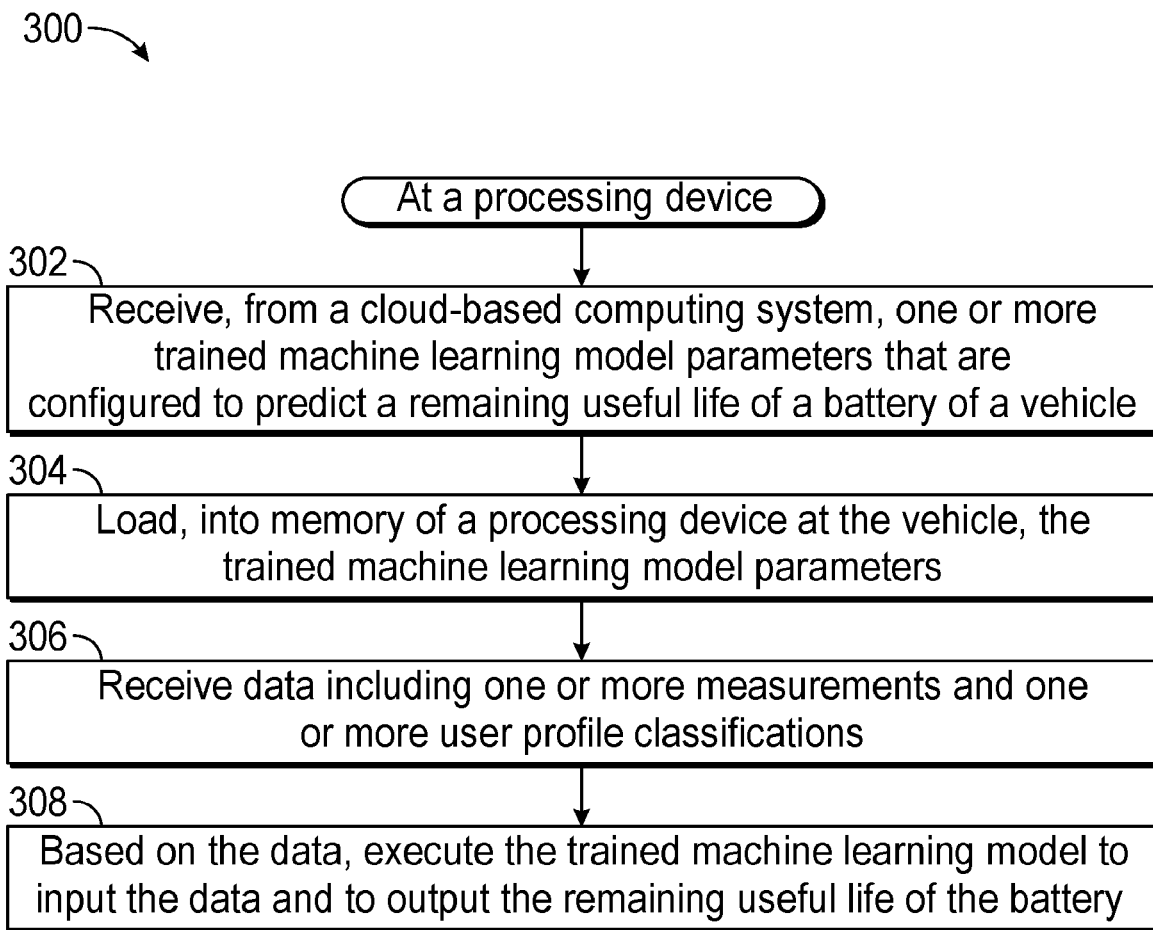 300
At a processing device
302
Receive, from a cloud-based computing system, one or more
trained machine learning model parameters that are
configured to predict a remaining useful life of a battery of a vehicle
304
Load, into memory of a processing device at the vehicle, the
trained machine learning model parameters
306
Receive data including one or more measurements and one
or more user profile classifications
308
Based on the data, execute the trained machine learning model to
input the data and to output the remaining useful life of the battery